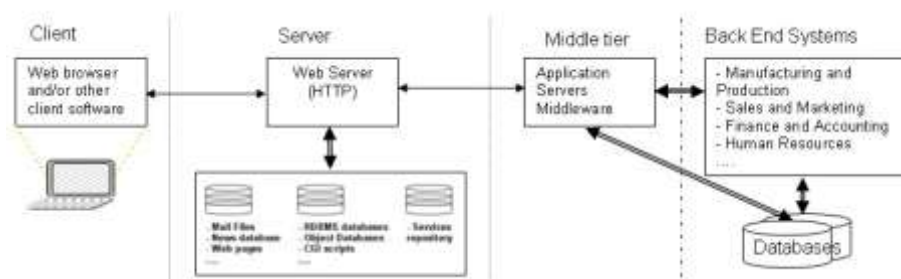 Client
Server
Middle tier
Back End Systems
Web browser
and/or other
client software
Web Server
(HTTP)
Application
Servers
Middleware
- Manufacturing and
Production
- Sales and Marketing
- Finance and Accounting
- Human Resources
....
- Mail Files
- News database
- Web pages
....
- RDBMS databases
- Object Databases
- CGI scripts
....
- Services
repository
Databases